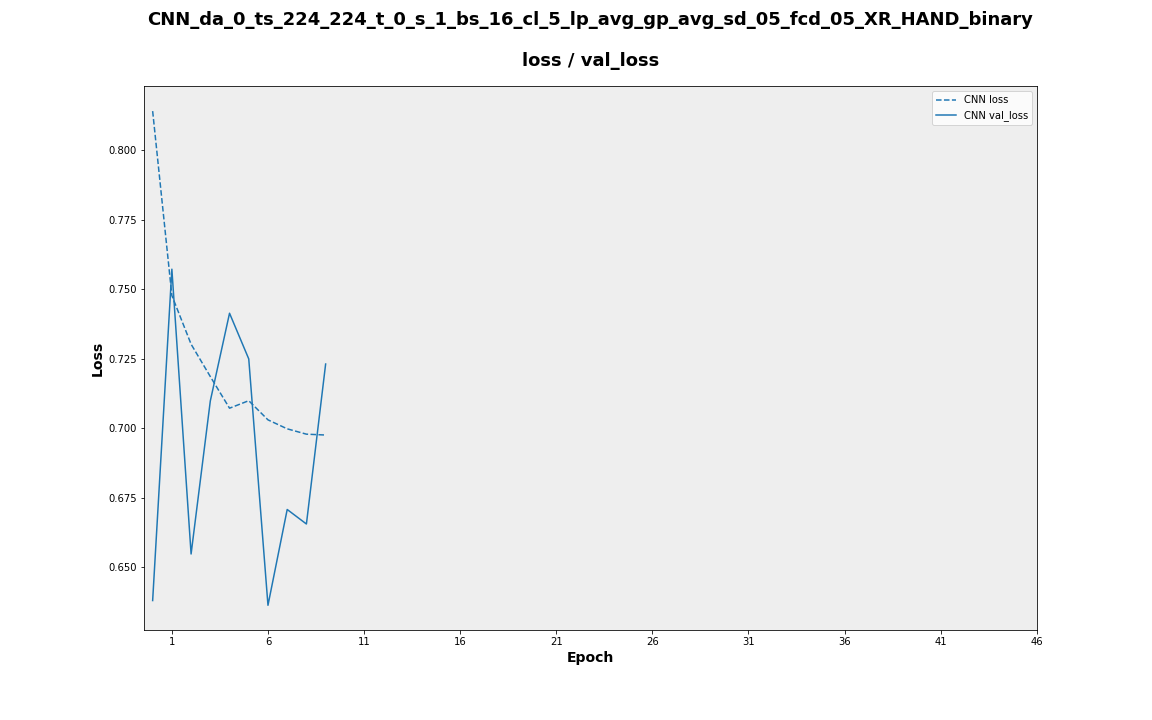 CNN_da_0_ts_224_224_t_0_s_1_bs_16_cl_5_lp_avg_gp_avg_sd_05_fcd_05_XR_HAND_binary
loss / val_loss
CNN loss
CNN val_loss
0.800
0.775
0.750
0.725
0.700
0.675
0.650
Loss
1 6 11 16 21 26 31 36 41 46
Epoch